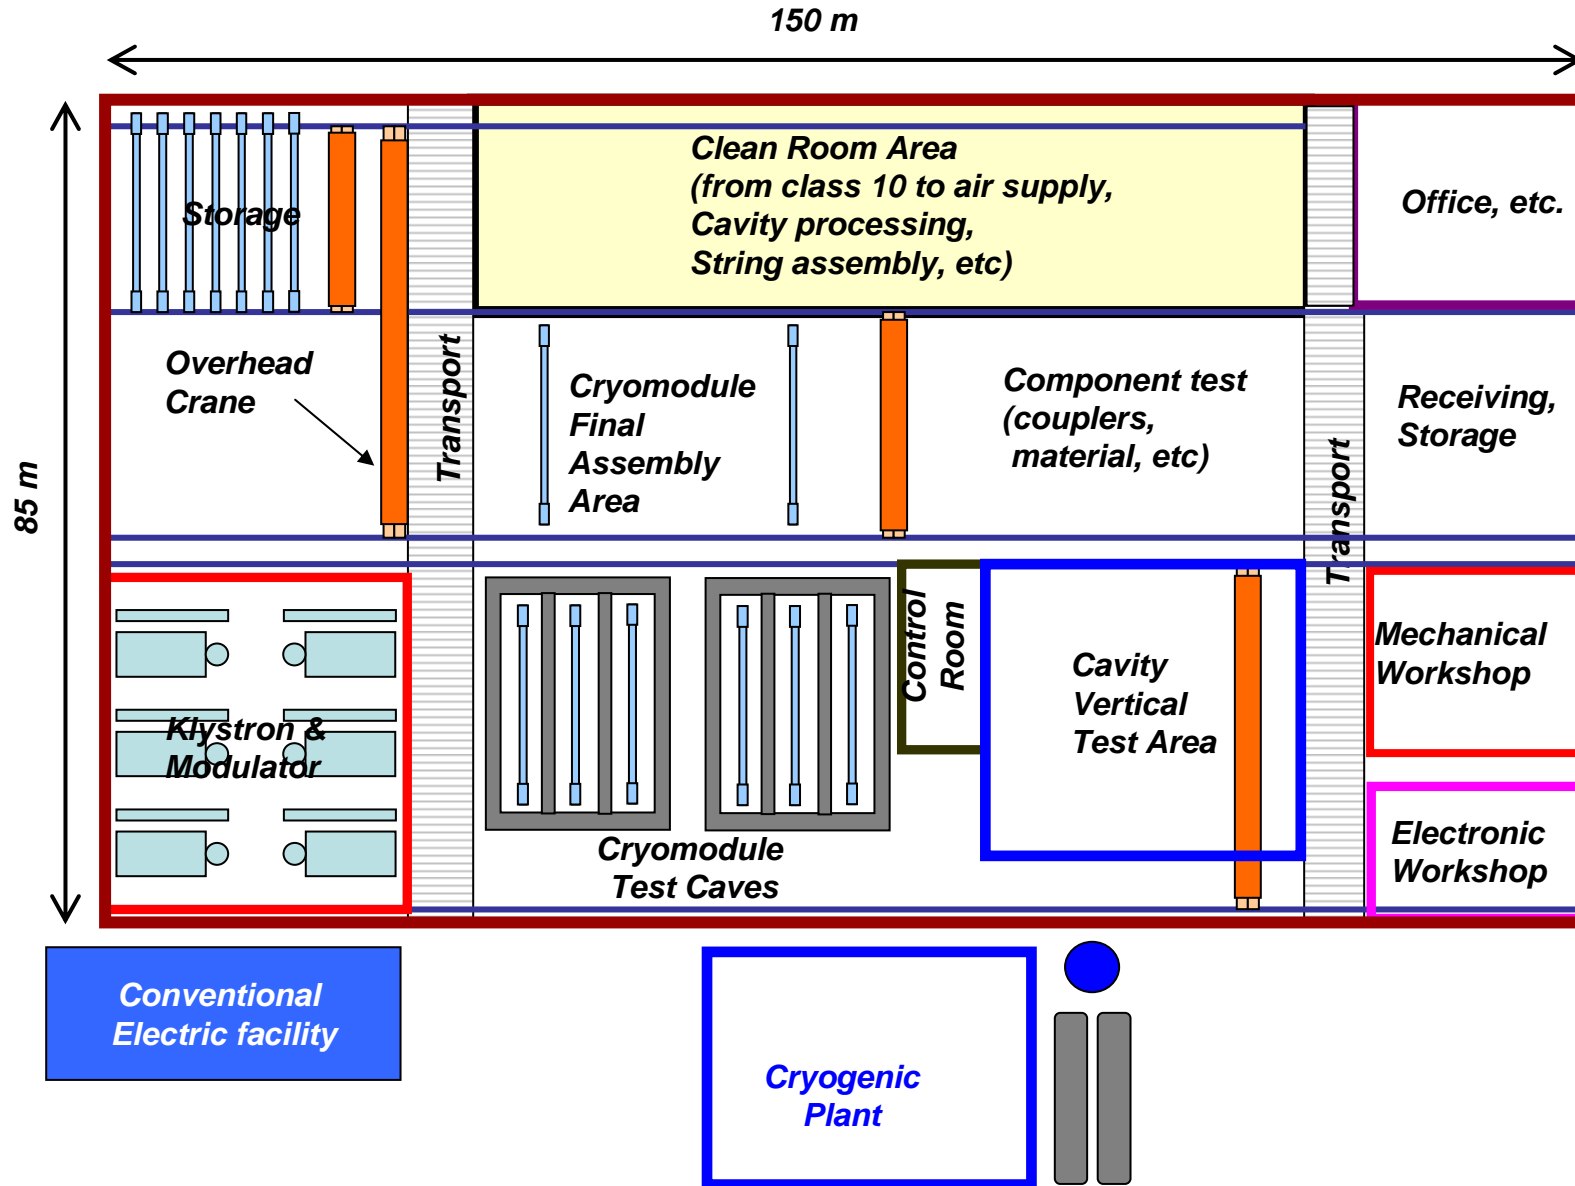 150 m
85 m
Storage
Clean Room Area
(from class 10 to air supply,
Cavity processing,
String assembly, etc)
Office, etc.
Overhead
Crane
Transport
Cryomodule
Final
Assembly
Area
Component test
(couplers,
material, etc)
Transport
Receiving,
Storage
Klystron &
Modulator
Cryomodule
Test Caves
Control
Room
Cavity
Vertical
Test Area
Mechanical
Workshop
Electronic
Workshop
Conventional
Electric facility
Cryogenic
Plant